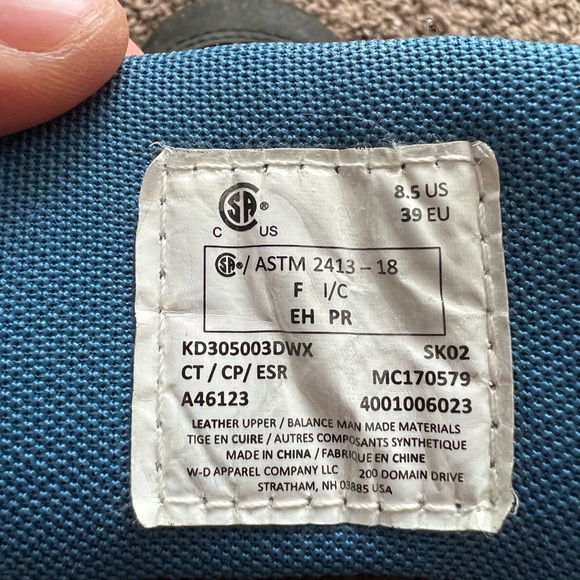 CSA®
C US
8.5 US
39 EU
CSA®/ ASTM 2413 – 18
F I/C
EH PR
KD305003DWX SK02
CT / CP/ ESR MC170579
A46123 4001006023
LEATHER UPPER / BALANCE MAN MADE MATERIALS
TIGE EN CUIRE / AUTRES COMPOSANTS SYNTHETIQUE
MADE IN CHINA / FABRIQUE EN CHINE
W-D APPAREL COMPANY LLC 200 DOMAIN DRIVE
STRATHAM, NH 03885 USA